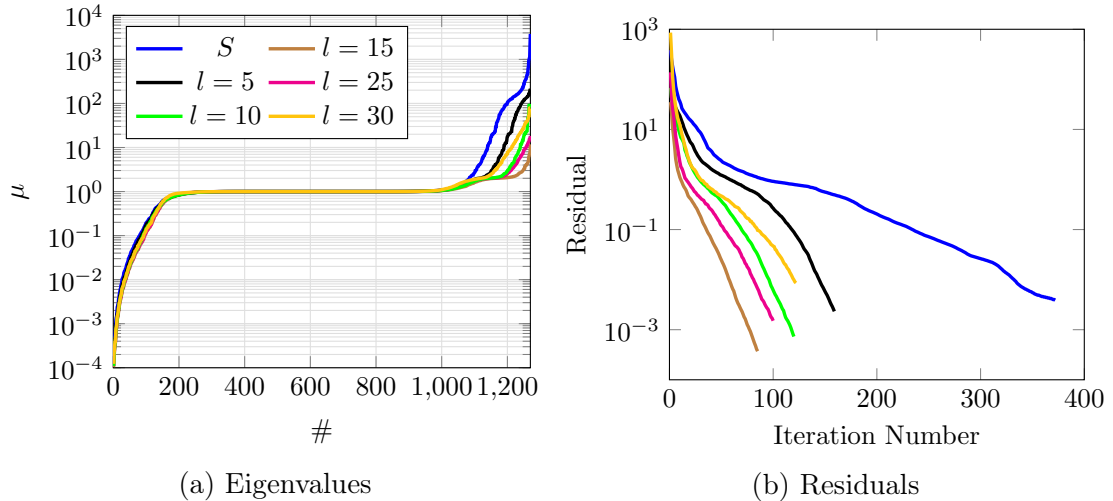 10^4
10^3
10^2
10^1
10^0
10^{-1}
10^{-2}
10^{-3}
10^{-4}
μ
S
l = 15
l = 5
l = 25
l = 10
l = 30
0 200 400 600 800 1,000 1,200
#
(a) Eigenvalues
10^3
10^1
10^{-1}
10^{-3}
Residual
0 100 200 300 400
Iteration Number
(b) Residuals